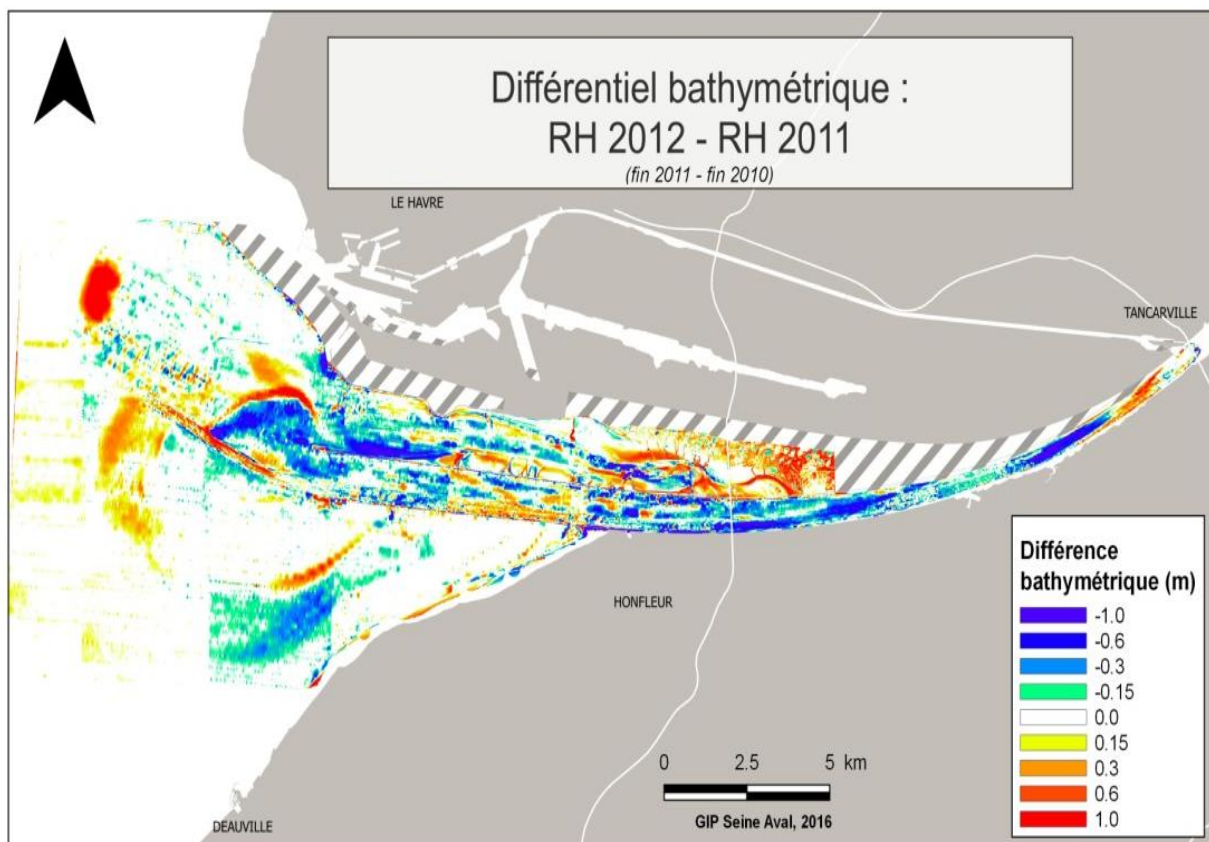 Différentiel bathymétrique :
RH 2012 - RH 2011
(fin 2011 - fin 2010)
LE HAVRE
TANCARVILLE
HONFLEUR
DEAUVILLE
0 2.5 5 km
GIP Seine Aval, 2016
Différence
bathymétrique (m)
-1.0
-0.6
-0.3
-0.15
0.0
0.15
0.3
0.6
1.0